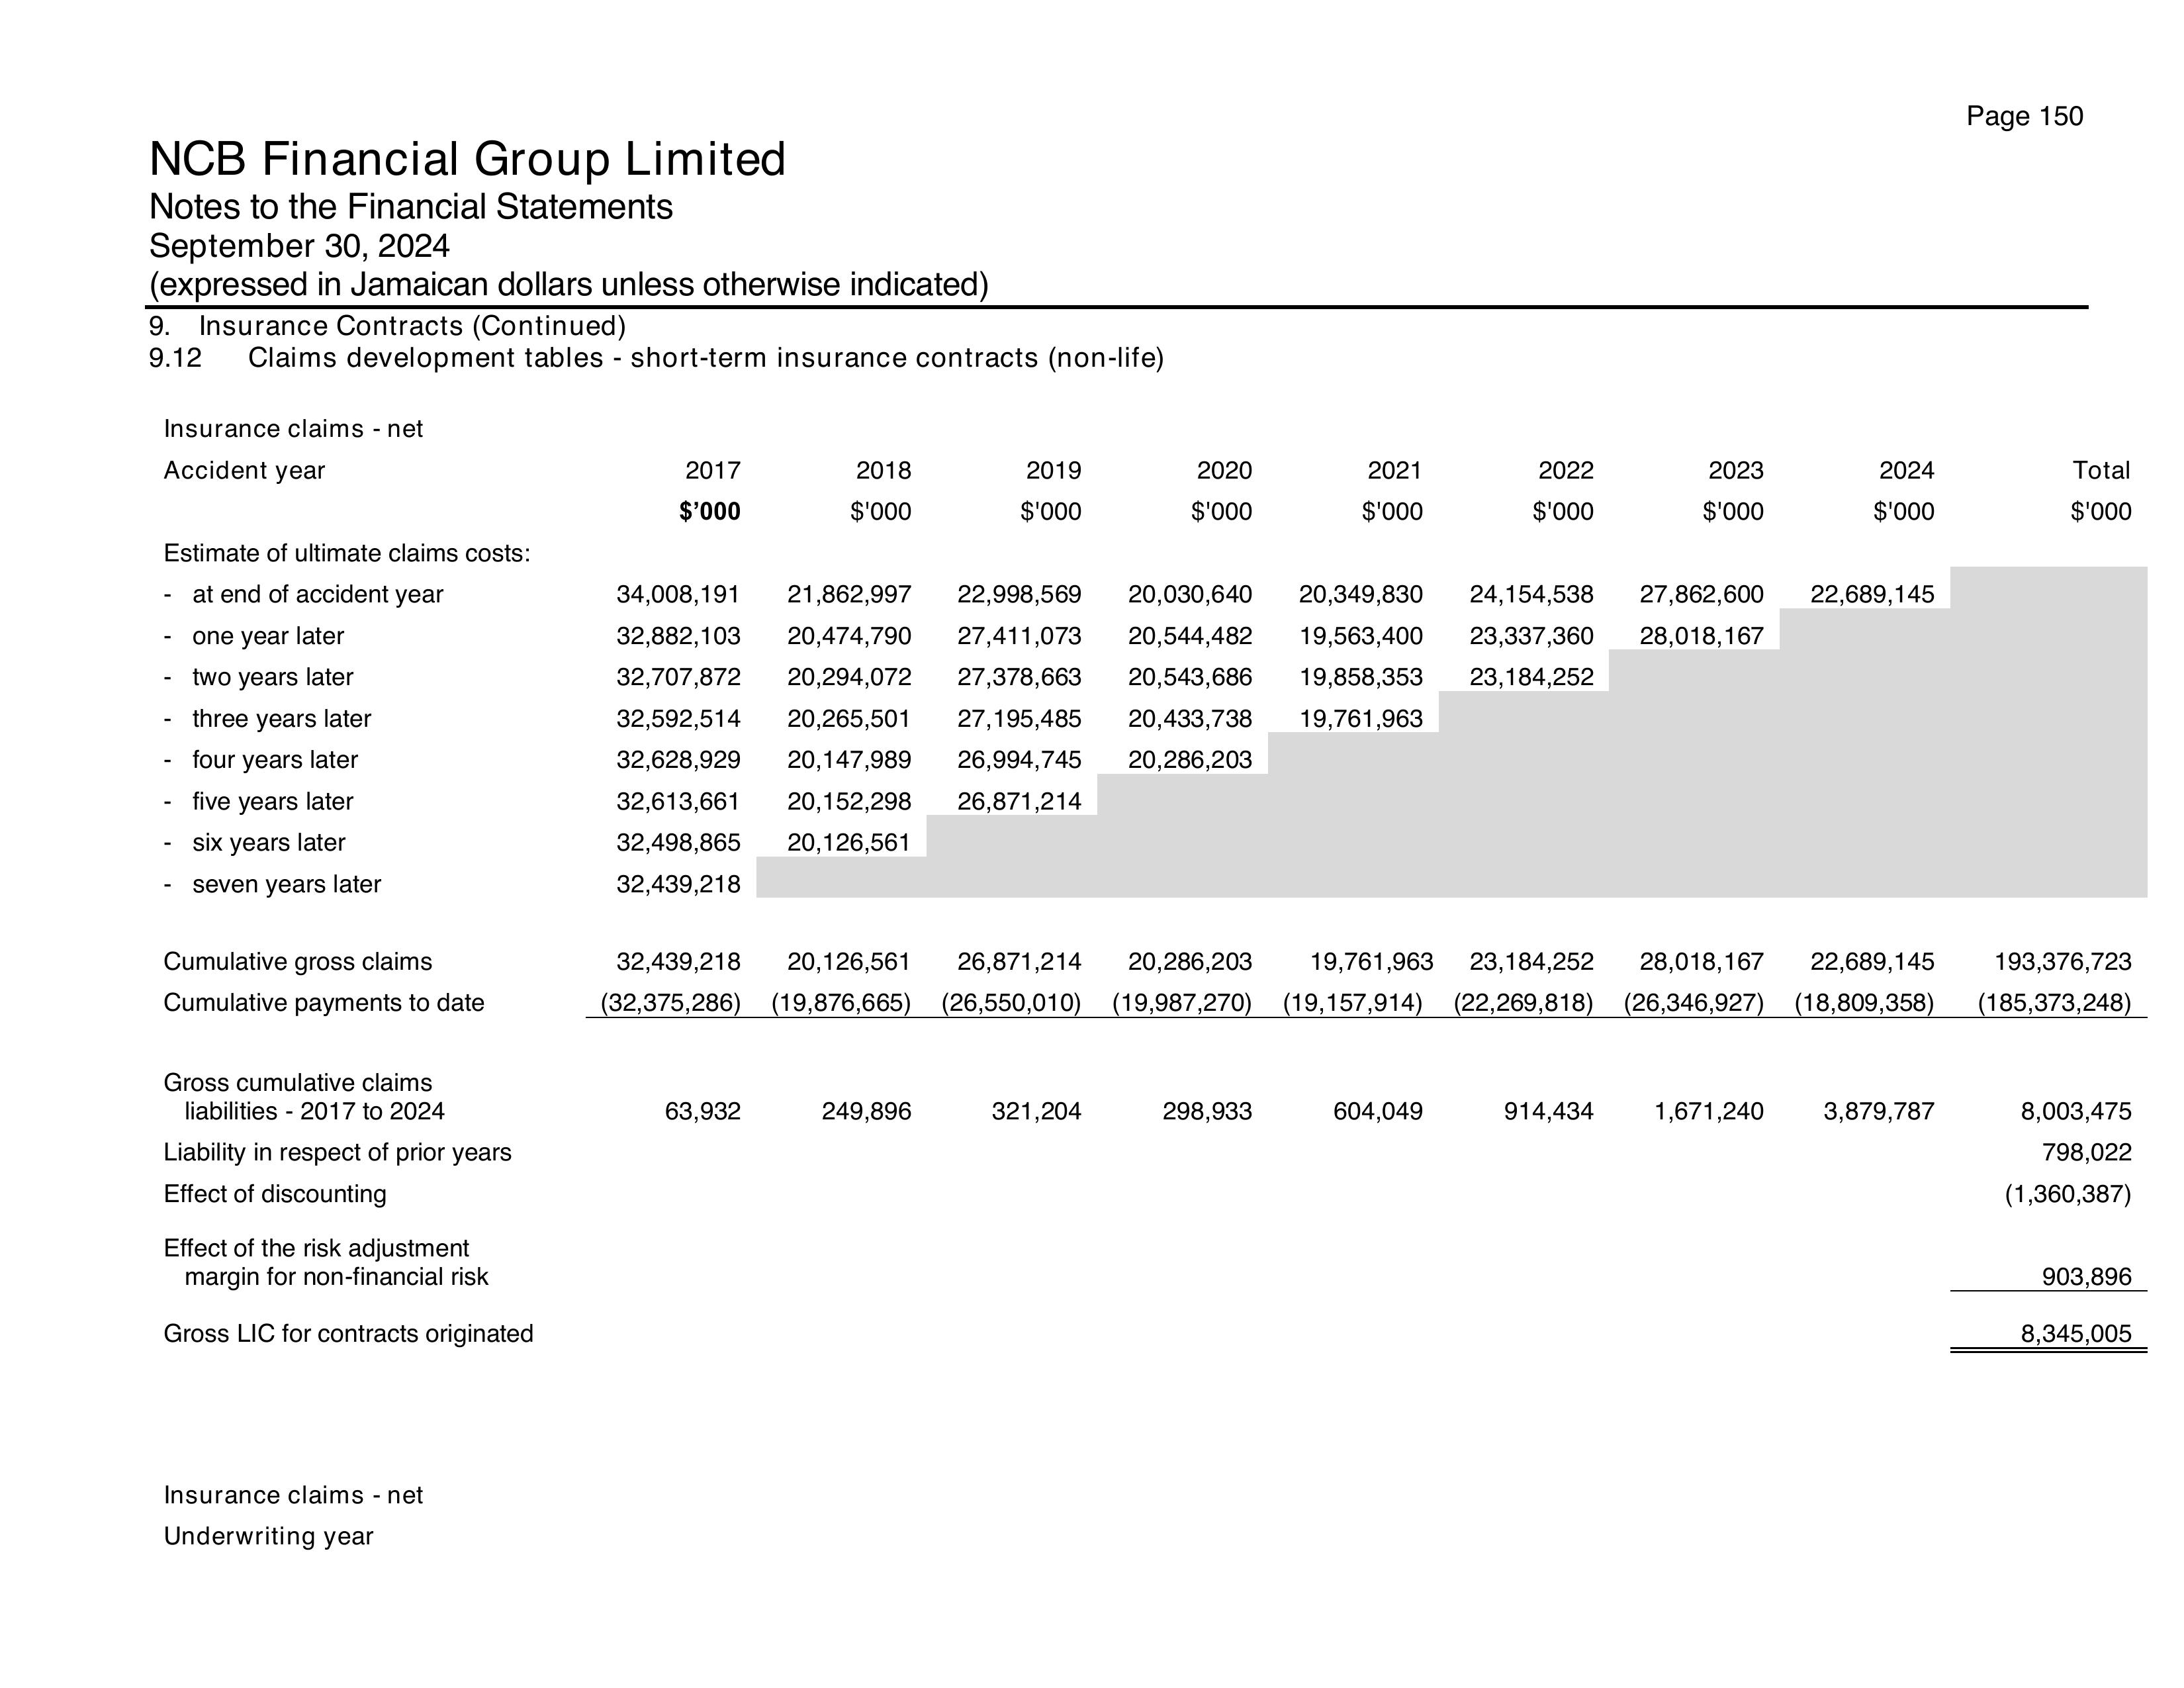 Page 150
NCB Financial Group Limited
Notes to the Financial Statements
September 30, 2024
(expressed in Jamaican dollars unless otherwise indicated)
9. Insurance Contracts (Continued)
9.12 Claims development tables - short-term insurance contracts (non-life)
Insurance claims - net
Accident year 2017 2018 2019 2020 2021 2022 2023 2024 Total
$’000 $'000 $'000 $'000 $'000 $'000 $'000 $'000 $'000
Estimate of ultimate claims costs:
- at end of accident year 34,008,191 21,862,997 22,998,569 20,030,640 20,349,830 24,154,538 27,862,600 22,689,145
- one year later 32,882,103 20,474,790 27,411,073 20,544,482 19,563,400 23,337,360 28,018,167
- two years later 32,707,872 20,294,072 27,378,663 20,543,686 19,858,353 23,184,252
- three years later 32,592,514 20,265,501 27,195,485 20,433,738 19,761,963
- four years later 32,628,929 20,147,989 26,994,745 20,286,203
- five years later 32,613,661 20,152,298 26,871,214
- six years later 32,498,865 20,126,561
- seven years later 32,439,218
Cumulative gross claims 32,439,218 20,126,561 26,871,214 20,286,203 19,761,963 23,184,252 28,018,167 22,689,145 193,376,723
Cumulative payments to date (32,375,286) (19,876,665) (26,550,010) (19,987,270) (19,157,914) (22,269,818) (26,346,927) (18,809,358) (185,373,248)
Gross cumulative claims
liabilities - 2017 to 2024 63,932 249,896 321,204 298,933 604,049 914,434 1,671,240 3,879,787 8,003,475
Liability in respect of prior years 798,022
Effect of discounting (1,360,387)
Effect of the risk adjustment
margin for non-financial risk 903,896
Gross LIC for contracts originated 8,345,005
Insurance claims - net
Underwriting year